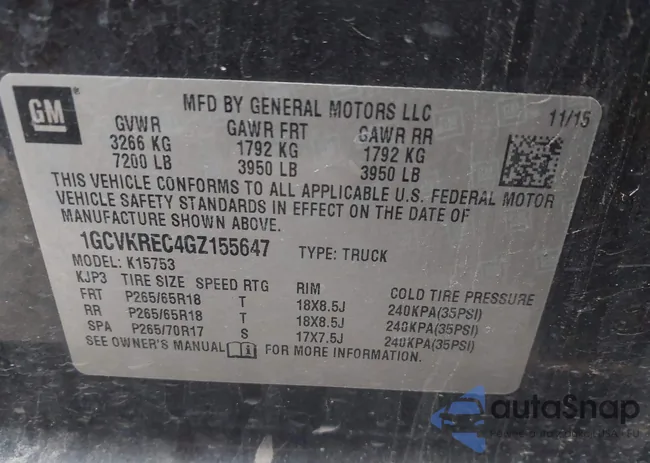 GM
MFD BY GENERAL MOTORS LLC
11/15
GVWR GAWR FRT GAWR RR
3266 KG 1792 KG 1792 KG
7200 LB 3950 LB 3950 LB
THIS VEHICLE CONFORMS TO ALL APPLICABLE U.S. FEDERAL MOTOR
VEHICLE SAFETY STANDARDS IN EFFECT ON THE DATE OF
MANUFACTURE SHOWN ABOVE.
1GCVKREC4GZ155647 TYPE: TRUCK
MODEL: K15753
KJP3 TIRE SIZE SPEED RTG RIM COLD TIRE PRESSURE
FRT P265/65R18 T 18X8.5J 240KPA(35PSI)
RR P265/65R18 T 18X8.5J 240KPA(35PSI)
SPA P265/70R17 S 17X7.5J 240KPA(35PSI)
SEE OWNER'S MANUAL FOR MORE INFORMATION.
autaSnap